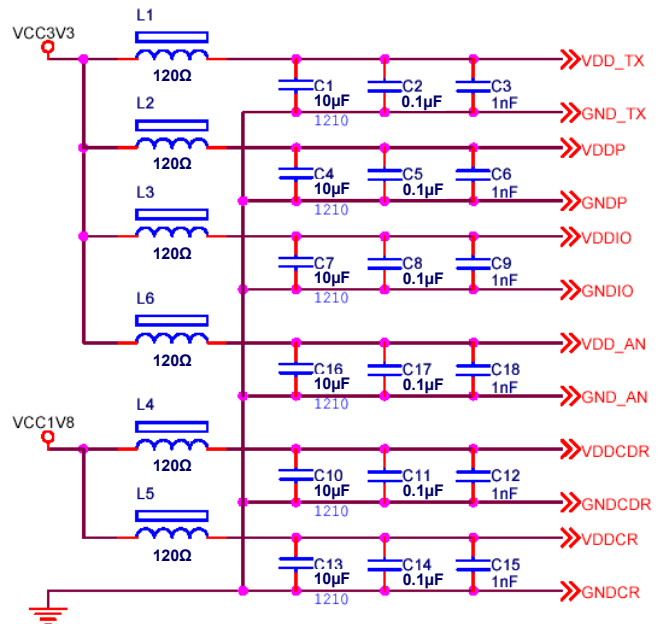 L1
VCC3V3
120Ω
VDD_TX
C1
10µF
1210
C2
0.1µF
C3
1nF
GND_TX
L2
120Ω
VDDP
C4
10µF
1210
C5
0.1µF
C6
1nF
GNDP
L3
120Ω
VDDIO
C7
10µF
1210
C8
0.1µF
C9
1nF
GNDIO
L6
120Ω
VDD_AN
C16
10µF
1210
C17
0.1µF
C18
1nF
GND_AN
L4
VCC1V8
120Ω
VDDCDR
C10
10µF
1210
C11
0.1µF
C12
1nF
GNDCDR
L5
120Ω
VDDCR
C13
10µF
1210
C14
0.1µF
C15
1nF
GNDCR